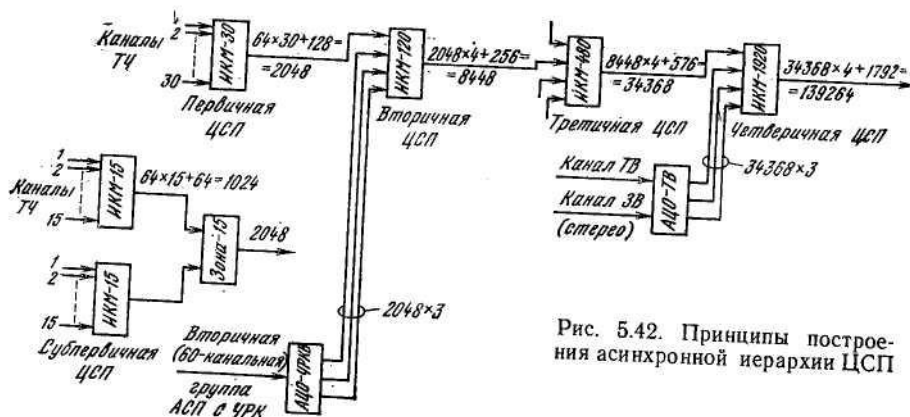 Каналы
ТЧ
1
2
30
ИКМ-30
64×30+128=
=2048
Первичная
ЦСП
ИКМ-120
2048×4+256=
=8448
Вторичная
ЦСП
ИКМ-480
8448×4+576=
=34368
Третичная ЦСП
ИКМ-1920
34368×4+1792=
=139264
Четверичная ЦСП
34368×3
Канал ТВ
Канал ЗВ
(стерео)
АЦО-ТВ
1
2
Каналы
ТЧ
15
ИКМ-15
64×15+64=1024
Зона-15
2048
1
2
15
ИКМ-15
Субпервичная
ЦСП
2048×3
Вторичная
(60-канальная)
группа
АСП с ЧРК
АЦО-ЧРКВ
Рис. 5.42. Принципы построе-
ния асинхронной иерархии ЦСП